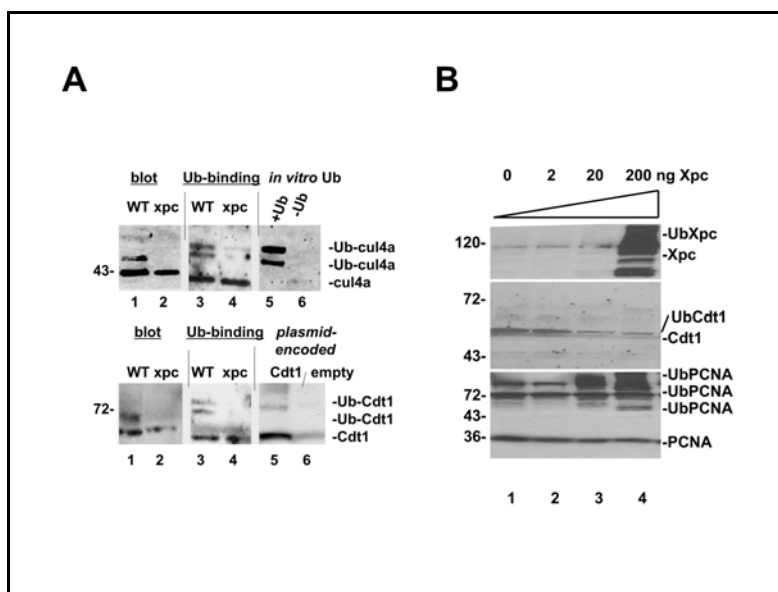 A
blot Ub-binding in vitro Ub
WT xpc WT xpc +Ub -Ub
-Ub-cul4a
-Ub-cul4a
43- -cul4a
1 2 3 4 5 6
blot Ub-binding plasmid-
encoded
WT xpc WT xpc Cdt1 empty
72- -Ub-Cdt1
-Ub-Cdt1
-Cdt1
1 2 3 4 5 6
B
0 2 20 200 ng Xpc
-UbXpc
120- -Xpc
72-
UbCdt1
-Cdt1
43-
-UbPCNA
72- -UbPCNA
43- -UbPCNA
36- -PCNA
1 2 3 4